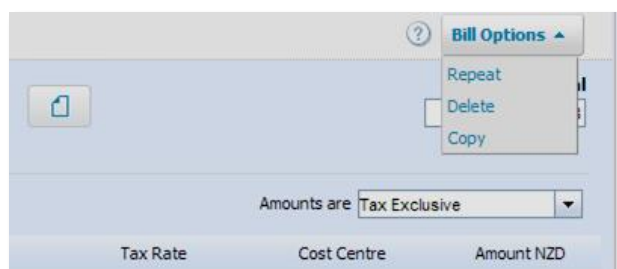 ? Bill Options
Repeat
Delete
Copy
Amounts are Tax Exclusive
Tax Rate Cost Centre Amount NZD